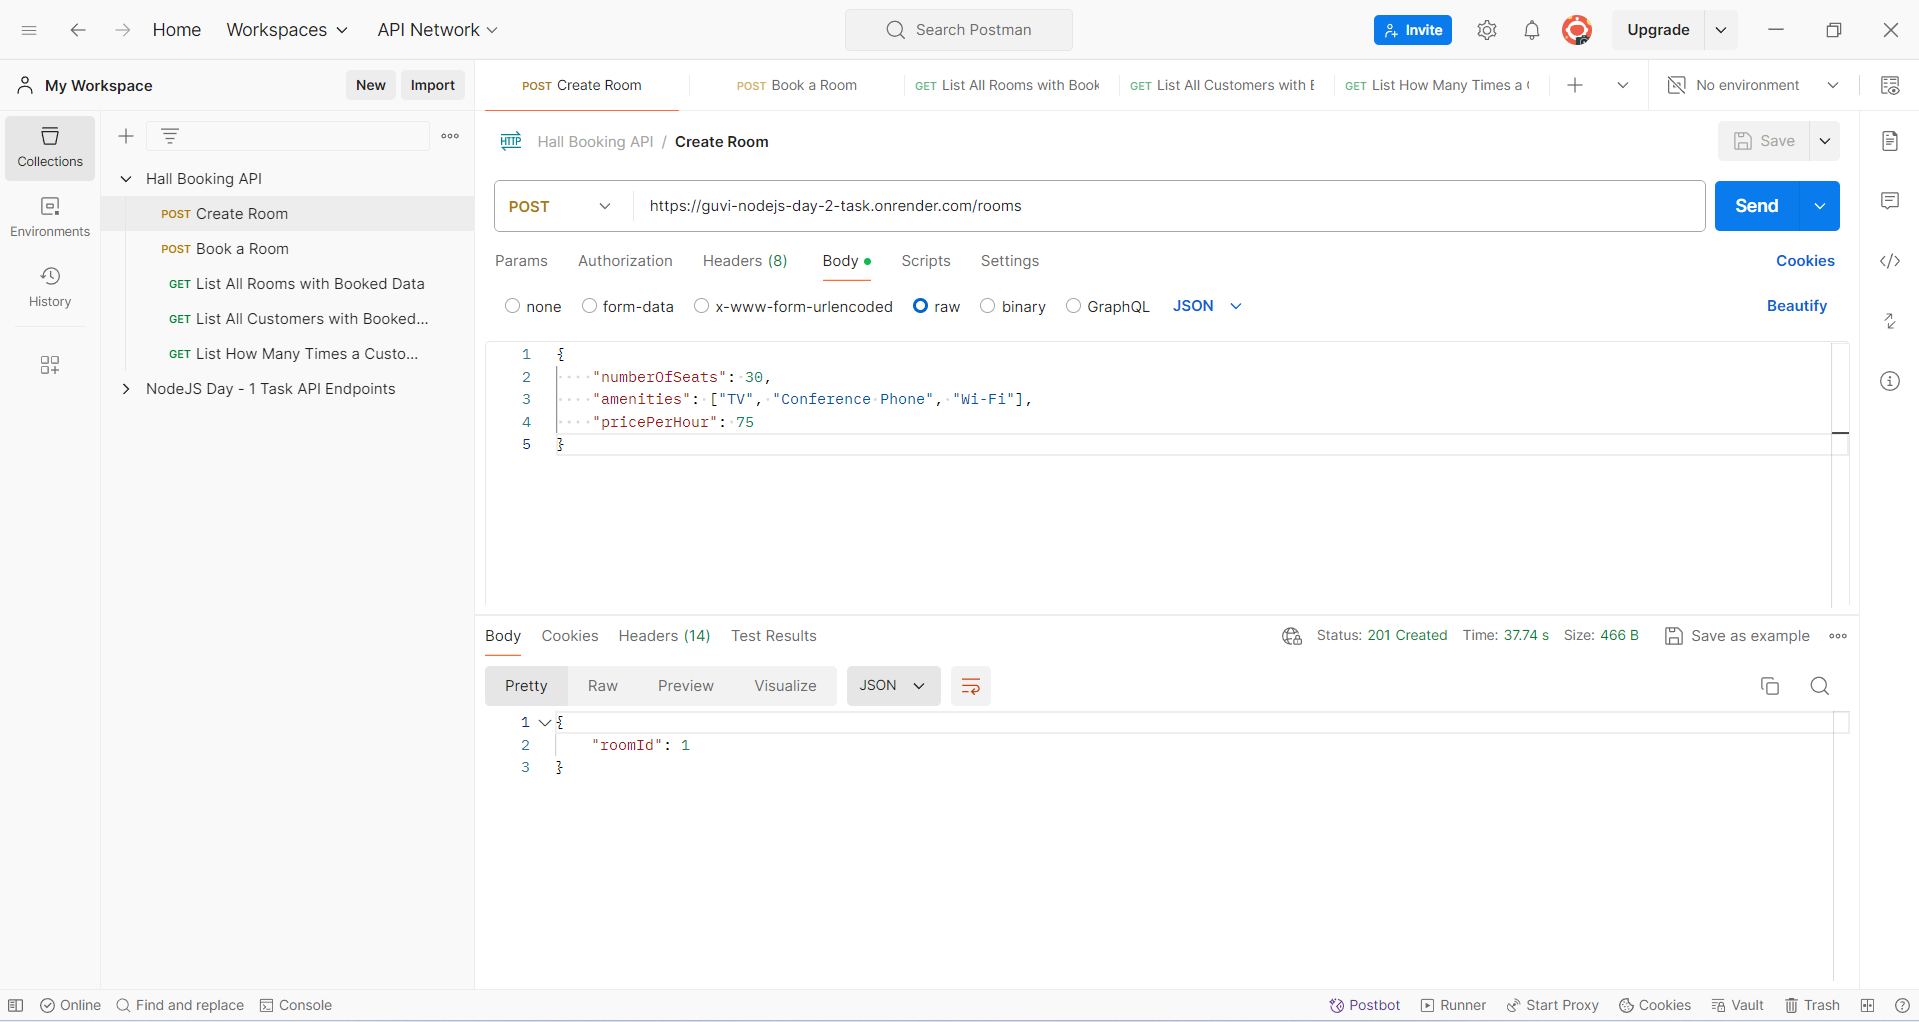 Home Workspaces API Network Search Postman Invite Upgrade
My Workspace New Import
POST Create Room POST Book a Room GET List All Rooms with Book GET List All Customers with GET List How Many Times a No environment
Collections
Environments
History
Hall Booking API
POST Create Room
POST Book a Room
GET List All Rooms with Booked Data
GET List All Customers with Booked...
GET List How Many Times a Custo...
NodeJS Day - 1 Task API Endpoints
HTTP Hall Booking API / Create Room Save
POST https://guvi-nodejs-day-2-task.onrender.com/rooms Send
Params Authorization Headers (8) Body Scripts Settings Cookies
none form-data x-www-form-urlencoded raw binary GraphQL JSON Beautify
1 {
2 "numberOfSeats": 30,
3 "amenities": ["TV", "Conference Phone", "Wi-Fi"],
4 "pricePerHour": 75
5 }
Body Cookies Headers (14) Test Results Status: 201 Created Time: 37.74 s Size: 466 B Save as example
Pretty Raw Preview Visualize JSON
1 {
2 "roomId": 1
3 }
Online Find and replace Console Postbot Runner Start Proxy Cookies Vault Trash